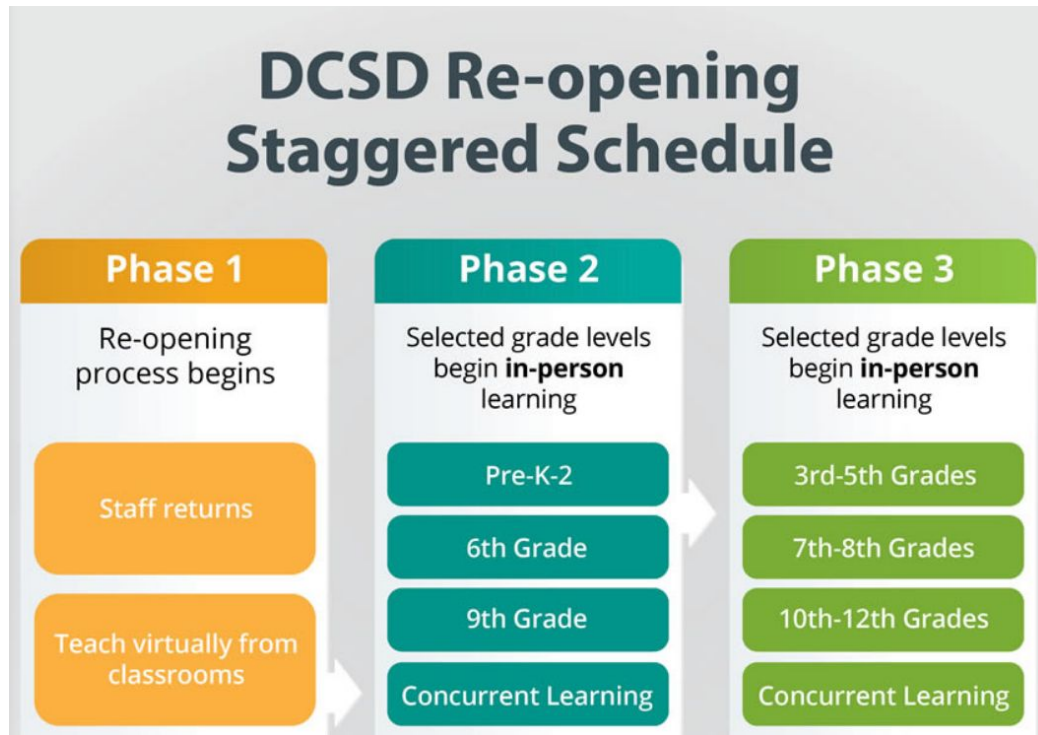 DCSD Re-opening
Staggered Schedule
Phase 1
Re-opening
process begins
Staff returns
Teach virtually from
classrooms
Phase 2
Selected grade levels
begin in-person
learning
Pre-K-2
6th Grade
9th Grade
Concurrent Learning
Phase 3
Selected grade levels
begin in-person
learning
3rd-5th Grades
7th-8th Grades
10th-12th Grades
Concurrent Learning